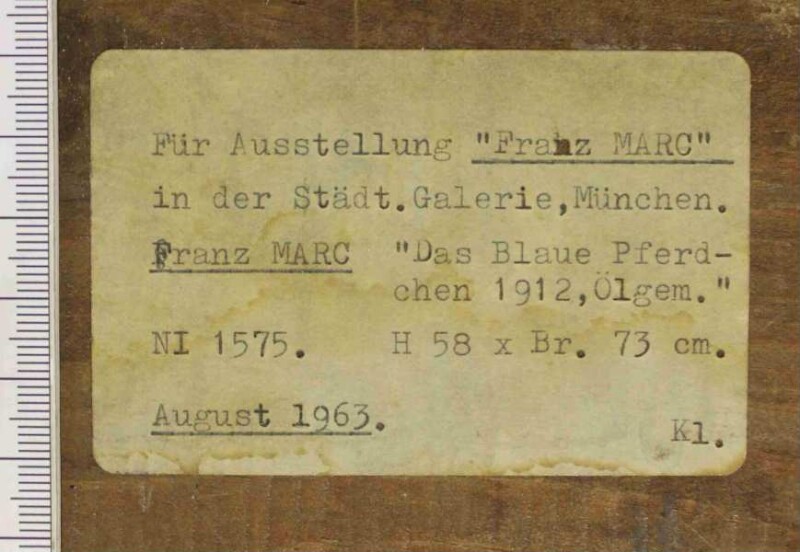 Für Ausstellung "Franz MARC"
in der Städt.Galerie,München.
Franz MARC "Das Blaue Pferd-
chen 1912,Ölgem."
NI 1575. H 58 x Br. 73 cm.
August 1963.
Kl.